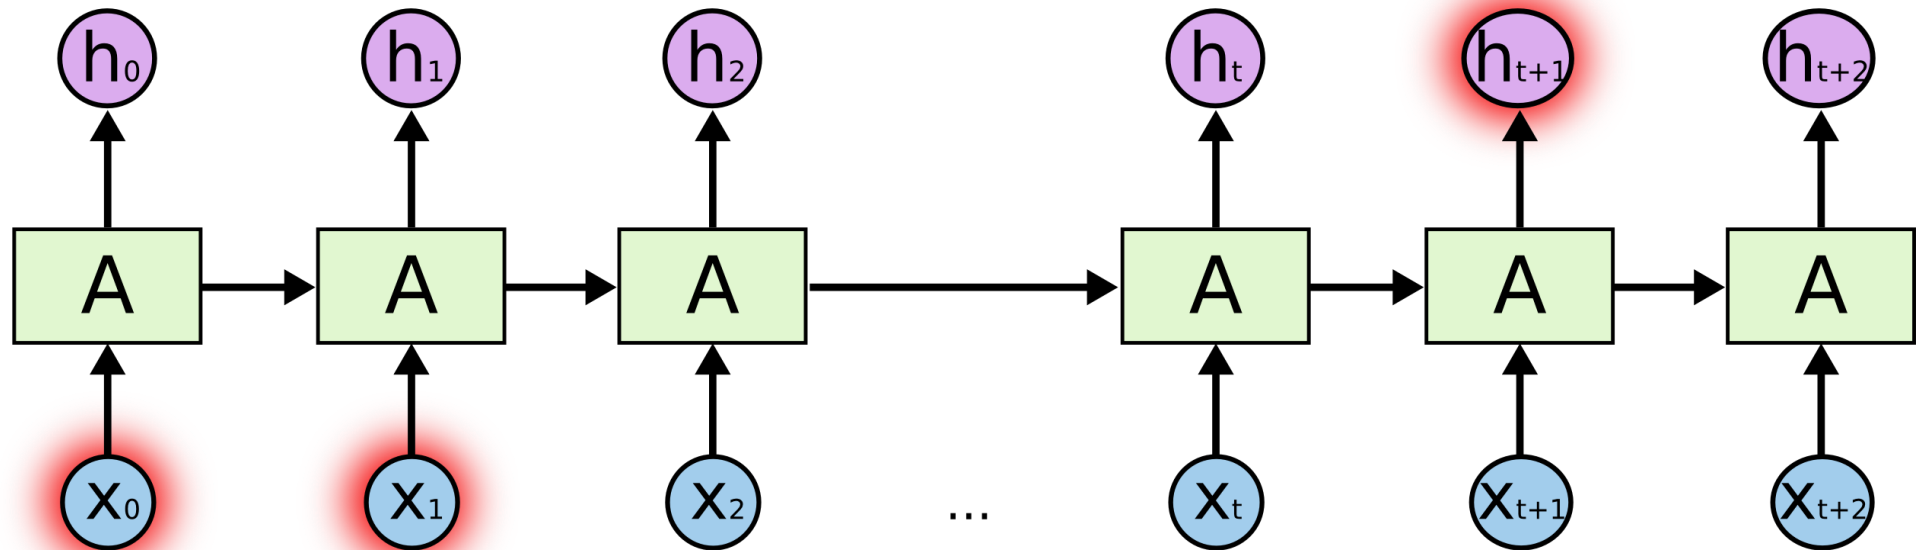 h₀ h₁ h₂ hₜ hₜ₊₁ hₜ₊₂
A A A A A A
x₀ x₁ x₂ ... xₜ xₜ₊₁ xₜ₊₂